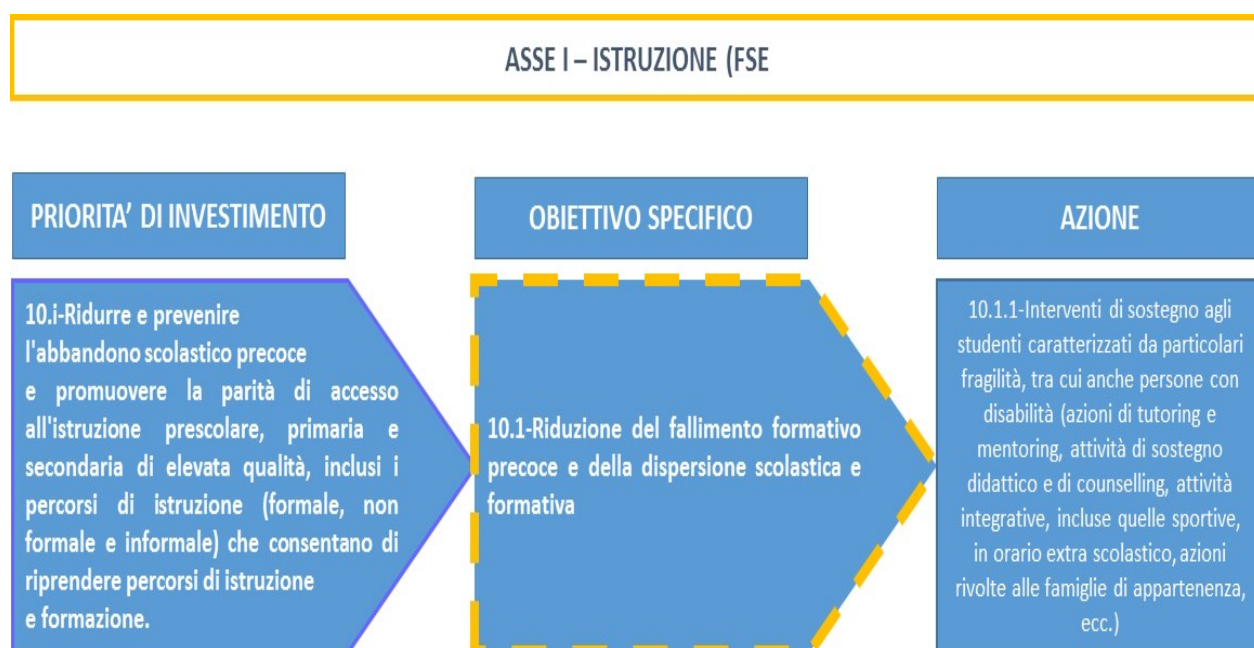 ASSE I – ISTRUZIONE (FSE
PRIORITA’ DI INVESTIMENTO
10.i-Ridurre e prevenire
l'abbandono scolastico precoce
e promuovere la parità di accesso
all'istruzione prescolare, primaria e
secondaria di elevata qualità, inclusi i
percorsi di istruzione (formale, non
formale e informale) che consentano di
riprendere percorsi di istruzione
e formazione.
OBIETTIVO SPECIFICO
10.1-Riduzione del fallimento formativo
precoce e della dispersione scolastica e
formativa
AZIONE
10.1.1-Interventi di sostegno agli
studenti caratterizzati da particolari
fragilità, tra cui anche persone con
disabilità (azioni di tutoring e
mentoring, attività di sostegno
didattico e di counselling, attività
integrative, incluse quelle sportive,
in orario extra scolastico, azioni
rivolte alle famiglie di appartenenza,
ecc.)